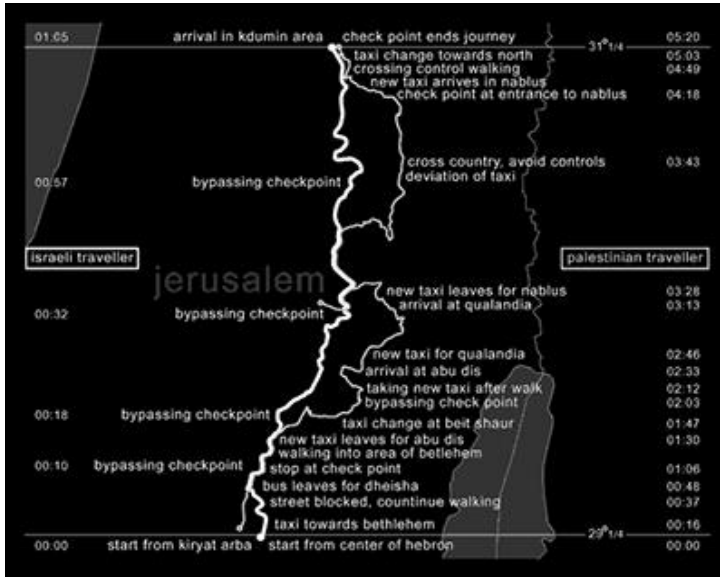 01:05 arrival in kdumin area check point ends journey 31°1/4 05:20
taxi change towards north 05:03
crossing control walking 04:49
new taxi arrives in nablus
check point at entrance to nablus 04:18
cross country, avoid controls 03:43
deviation of taxi
00:57 bypassing checkpoint
israeli traveller palestinian traveller
jerusalem
new taxi leaves for nablus 03:28
arrival at qualandia 03:13
00:32 bypassing checkpoint
new taxi for qualandia 02:46
arrival at abu dis 02:33
taking new taxi after walk 02:12
bypassing check point 02:03
00:18 bypassing checkpoint
taxi change at beit shaur 01:47
new taxi leaves for abu dis 01:30
walking into area of betlehem
00:10 bypassing checkpoint
stop at check point 01:06
bus leaves for dheisha 00:48
street blocked, countinue walking 00:37
taxi towards bethlehem 00:16
29°1/4
00:00 start from kiryat arba start from center of hebron 00:00